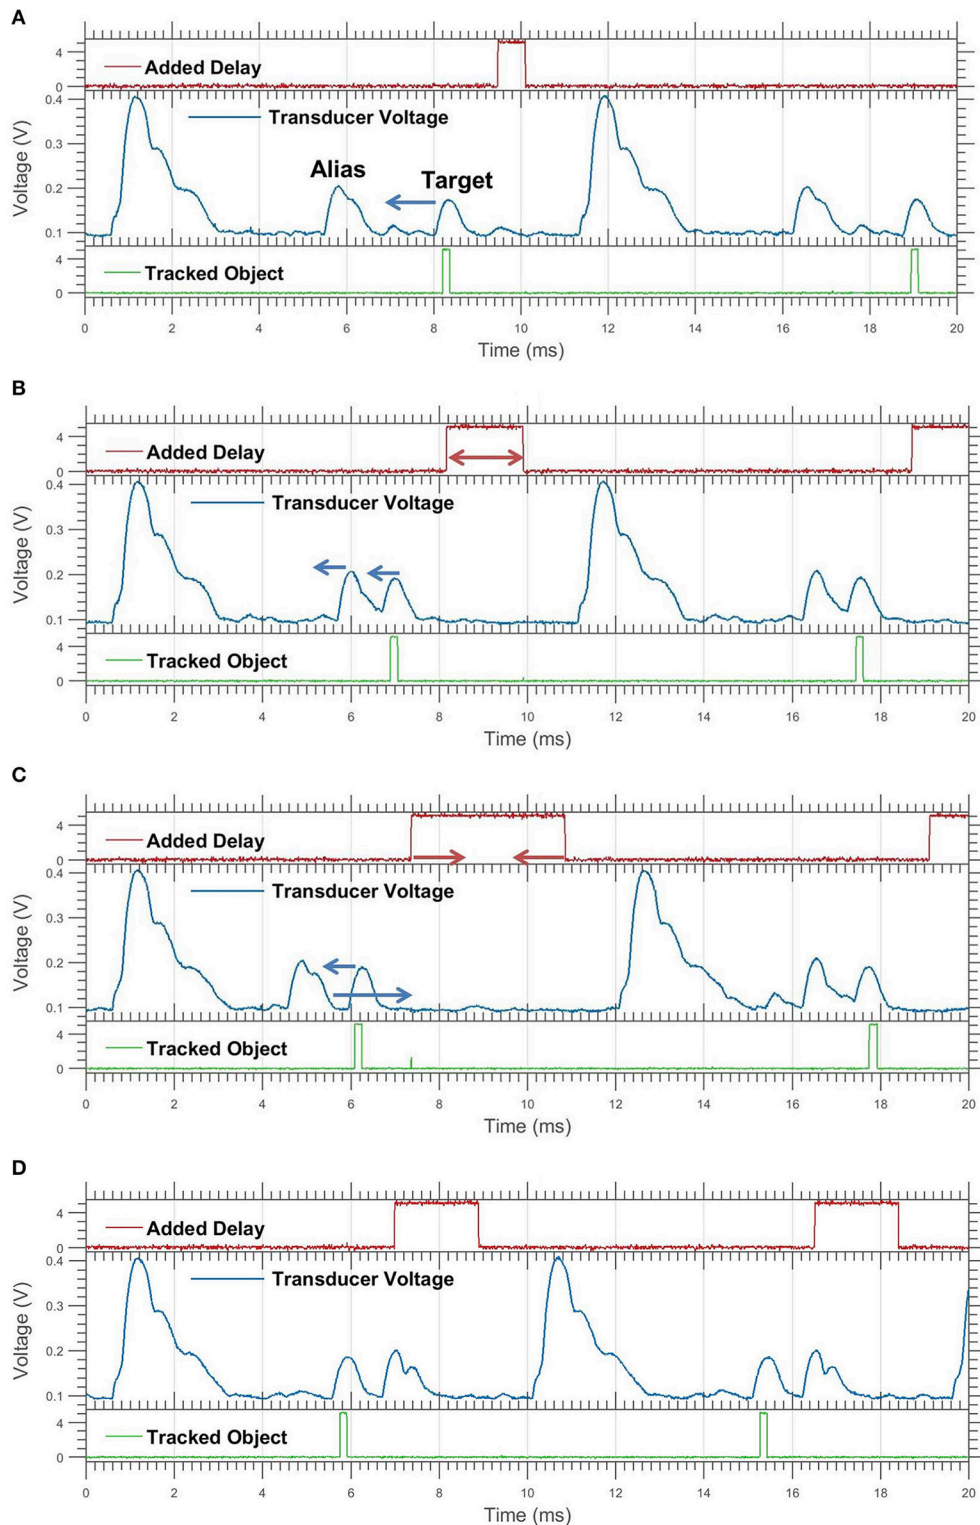 A
4
0
Added Delay
0.4
0.3
0.2
0.1
Voltage (V)
Transducer Voltage
Alias
Target
4
0
Tracked Object
0 2 4 6 8 10 12 14 16 18 20
Time (ms)
B
4
0
Added Delay
0.4
0.3
0.2
0.1
Voltage (V)
Transducer Voltage
4
0
Tracked Object
0 2 4 6 8 10 12 14 16 18 20
Time (ms)
C
4
0
Added Delay
0.4
0.3
0.2
0.1
Voltage (V)
Transducer Voltage
4
0
Tracked Object
0 2 4 6 8 10 12 14 16 18 20
Time (ms)
D
4
0
Added Delay
0.4
0.3
0.2
0.1
Voltage (V)
Transducer Voltage
4
0
Tracked Object
0 2 4 6 8 10 12 14 16 18 20
Time (ms)